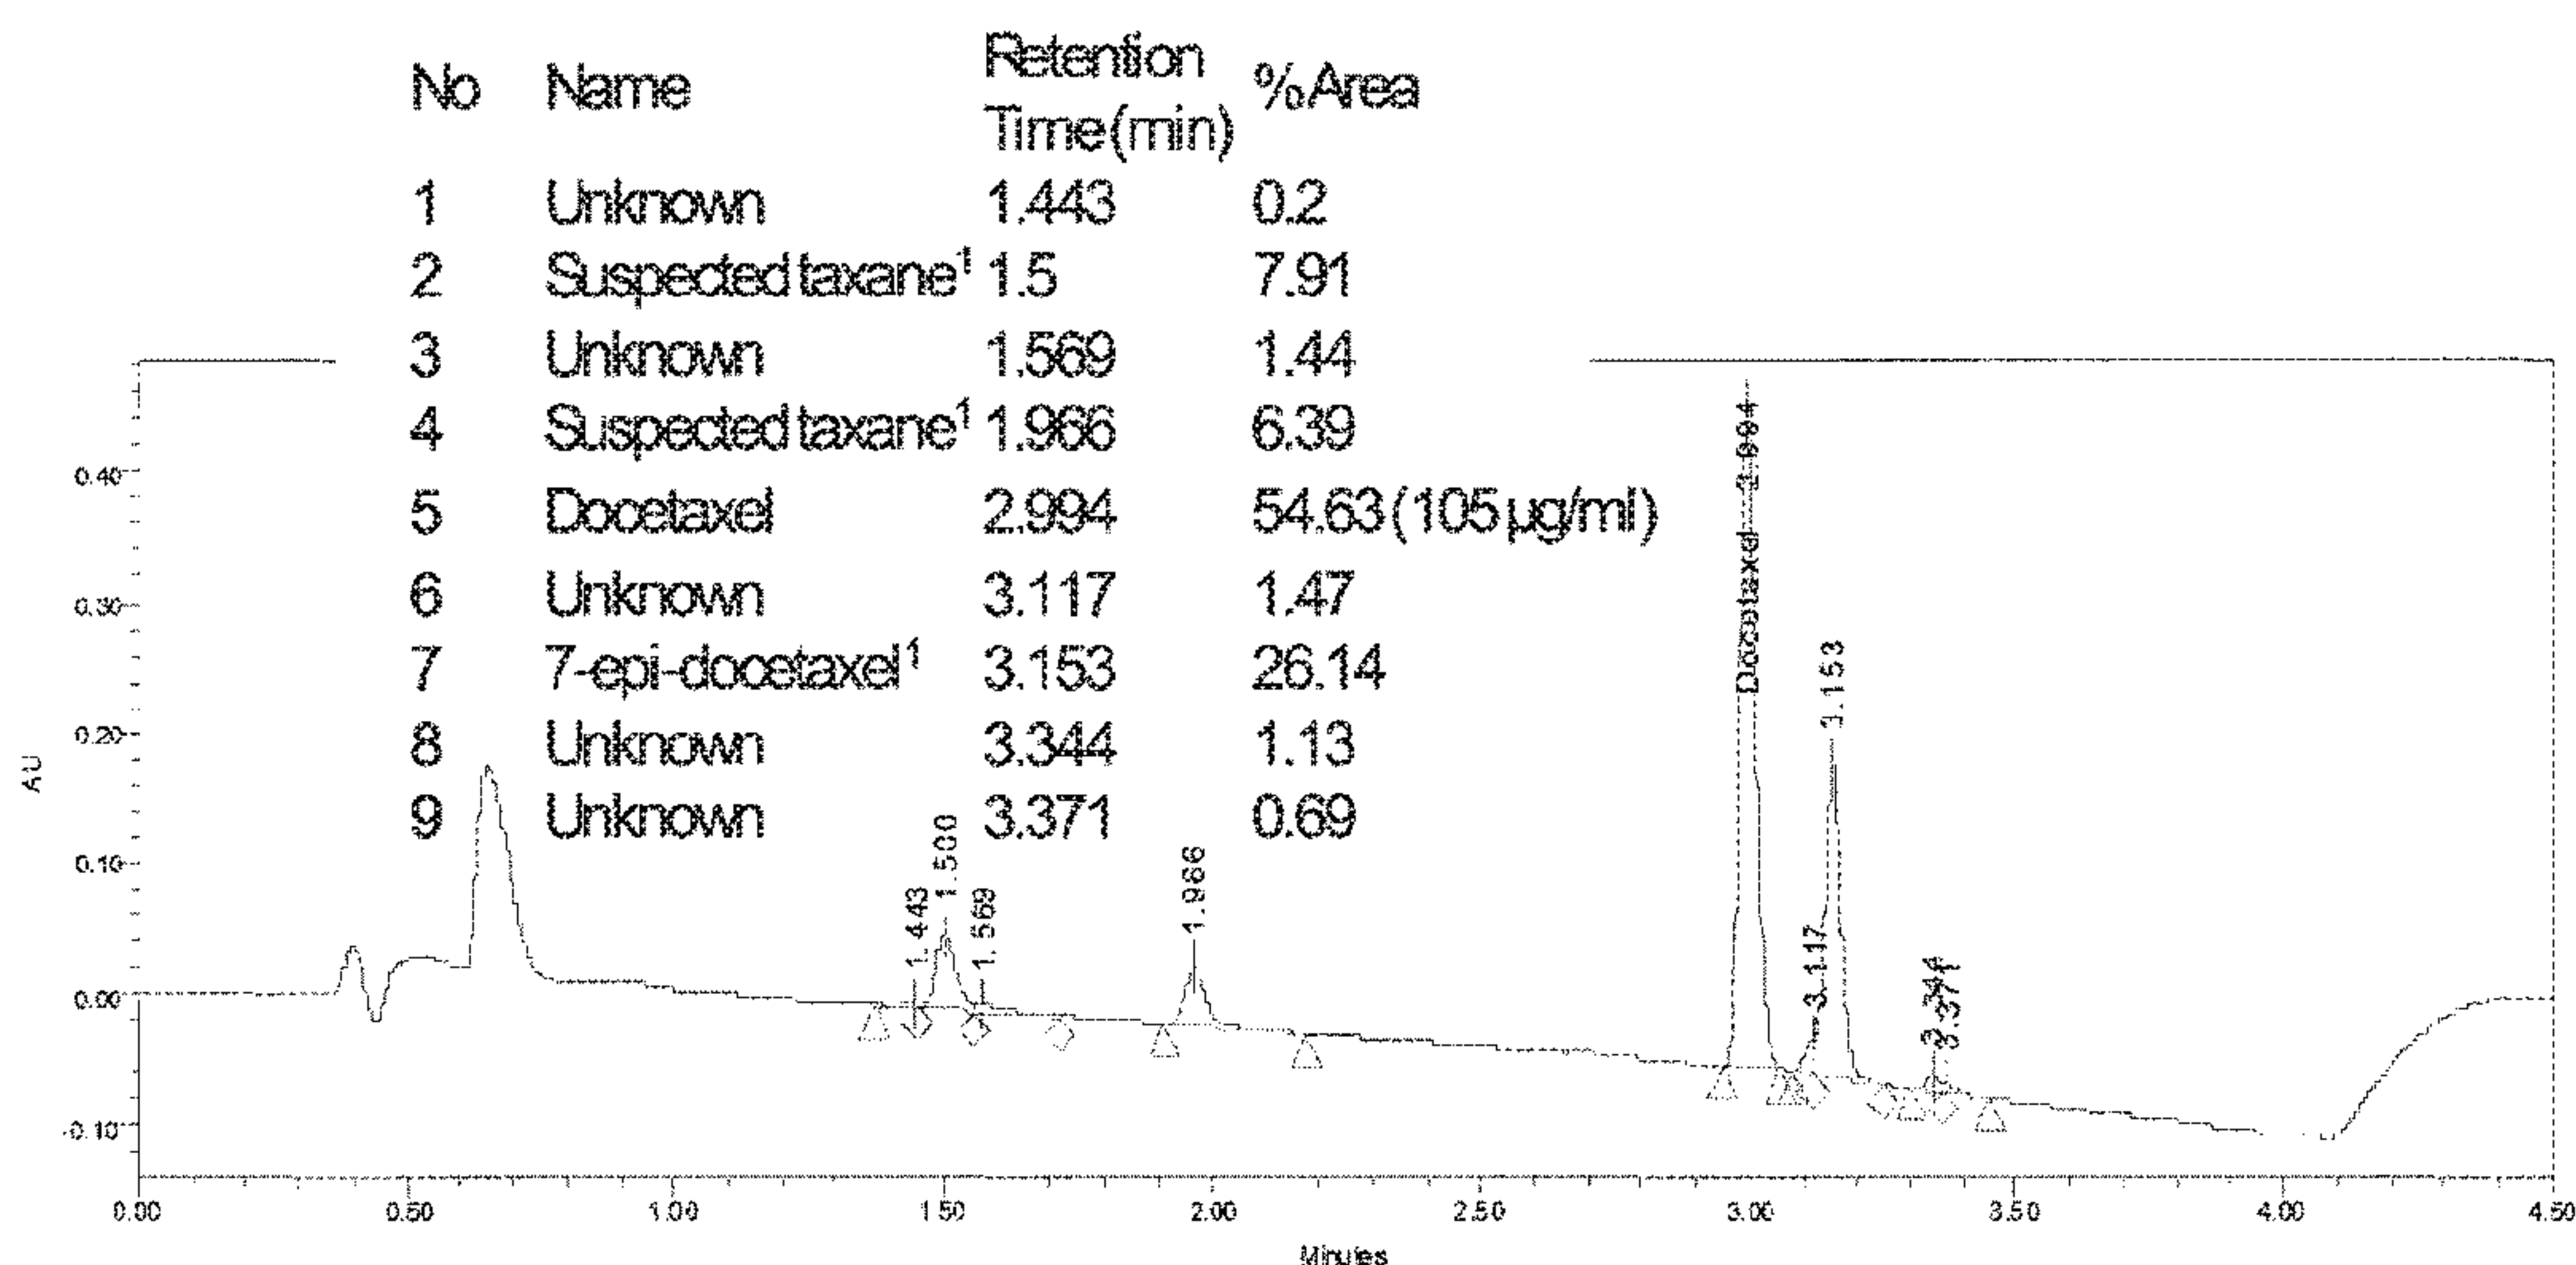 No Name Retention Time (min) %Area
1 Unknown 1.443 0.2
2 Suspected taxane¹ 1.5 7.91
3 Unknown 1.569 1.44
4 Suspected taxane¹ 1.966 6.39
5 Docetaxel 2.994 54.63 (105 µg/ml)
6 Unknown 3.117 1.47
7 7-epi-docetaxel¹ 3.153 26.14
8 Unknown 3.344 1.13
9 Unknown 3.371 0.69
AU
0.40
0.30
0.20
0.10
0.00
-0.10
1.443
1.500
1.569
1.966
Docetaxel - 2.994
3.117
3.153
3.344
3.371
0.00 0.50 1.00 1.50 2.00 2.50 3.00 3.50 4.00 4.50
Minutes